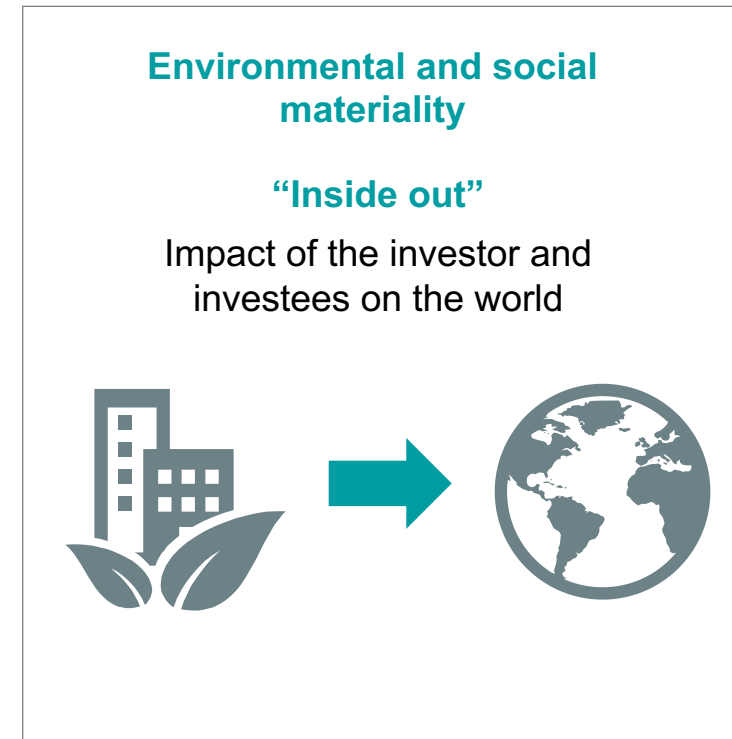 Environmental and social
materiality
“Inside out”
Impact of the investor and
investees on the world